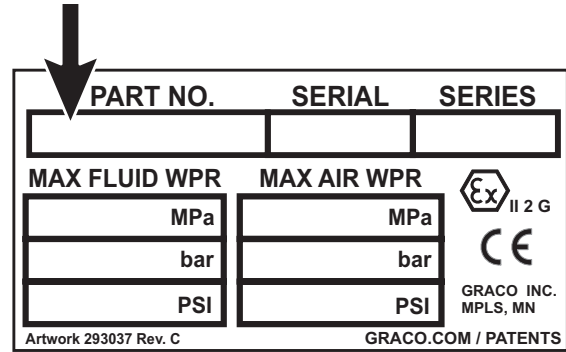 PART NO. SERIAL SERIES
MAX FLUID WPR MAX AIR WPR
Ex II 2 G
MPa MPa
bar bar
CE
PSI PSI
GRACO INC.
MPLS, MN
Artwork 293037 Rev. C GRACO.COM / PATENTS